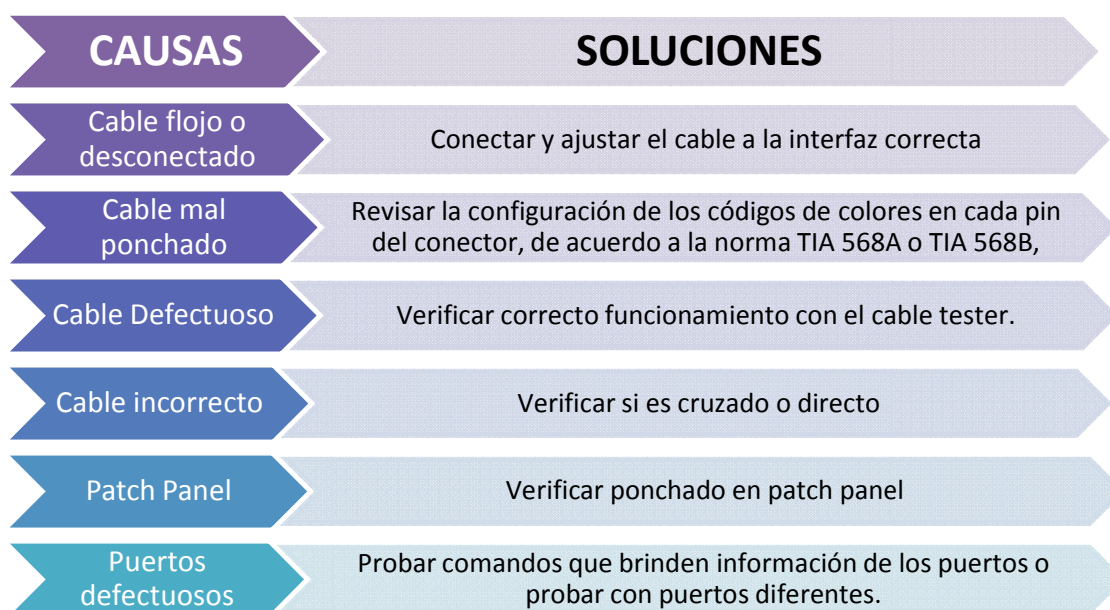 CAUSAS
SOLUCIONES
Cable flojo o
desconectado
Conectar y ajustar el cable a la interfaz correcta
Cable mal
ponchado
Revisar la configuración de los códigos de colores en cada pin
del conector, de acuerdo a la norma TIA 568A o TIA 568B,
Cable Defectuoso
Verificar correcto funcionamiento con el cable tester.
Cable incorrecto
Verificar si es cruzado o directo
Patch Panel
Verificar ponchado en patch panel
Puertos
defectuosos
Probar comandos que brinden información de los puertos o
probar con puertos diferentes.